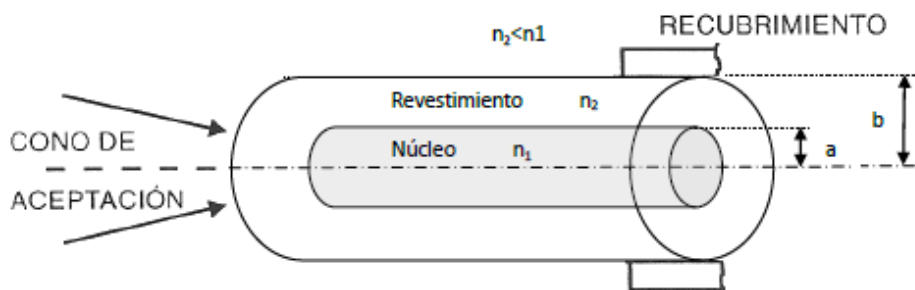 n₂<n1
RECUBRIMIENTO
Revestimiento n₂
b
CONO DE
Núcleo n₁
a
ACEPTACIÓN